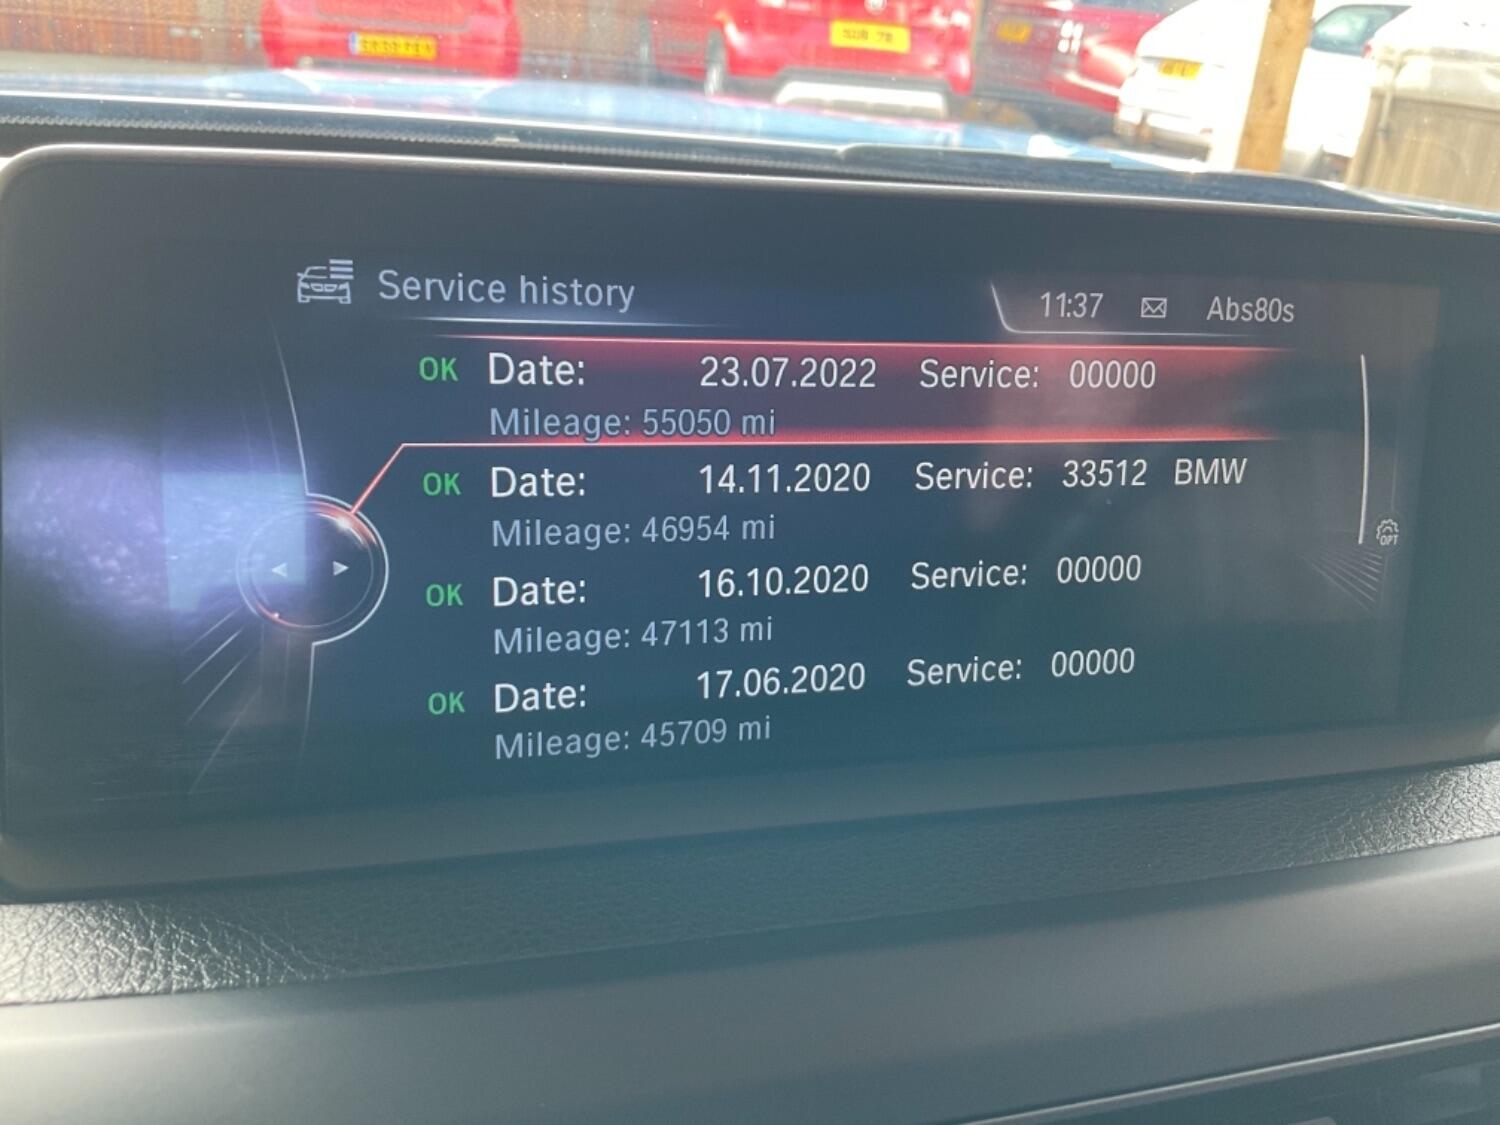 Service history
11:37 Abs80s
OK Date: 23.07.2022 Service: 00000
Mileage: 55050 mi
OK Date: 14.11.2020 Service: 33512 BMW
Mileage: 46954 mi
OK Date: 16.10.2020 Service: 00000
Mileage: 47113 mi
OK Date: 17.06.2020 Service: 00000
Mileage: 45709 mi
OPT